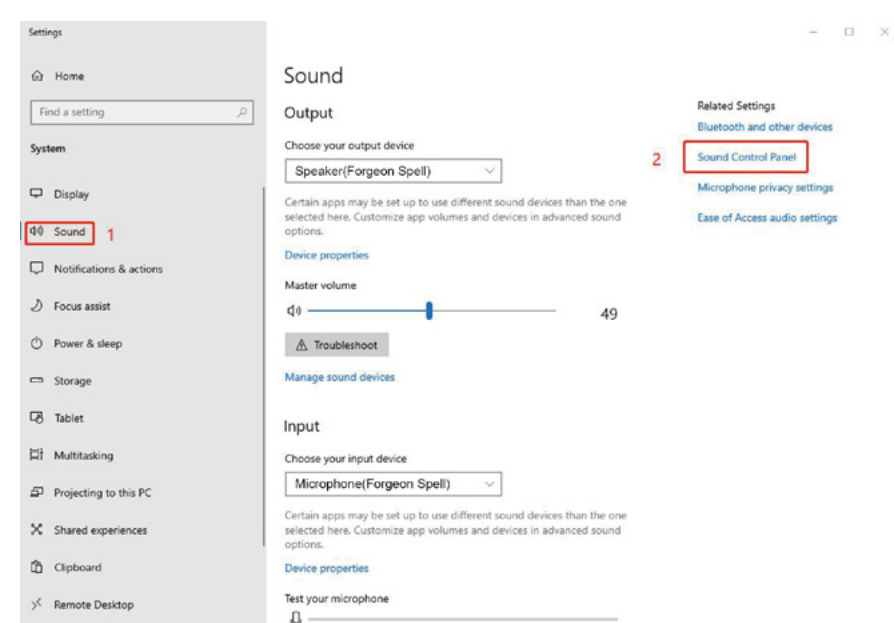 Settings
Home
Find a setting
System
Display
Sound
1
Notifications & actions
Focus assist
Power & sleep
Storage
Tablet
Multitasking
Projecting to this PC
Shared experiences
Clipboard
Remote Desktop
Sound
Output
Choose your output device
Speaker(Forgeon Spell)
Certain apps may be set up to use different sound devices than the one
selected here. Customize app volumes and devices in advanced sound
options.
Device properties
Master volume
49
Troubleshoot
Manage sound devices
Input
Choose your input device
Microphone(Forgeon Spell)
Certain apps may be set up to use different sound devices than the one
selected here. Customize app volumes and devices in advanced sound
options.
Device properties
Test your microphone
Related Settings
Bluetooth and other devices
2
Sound Control Panel
Microphone privacy settings
Ease of Access audio settings